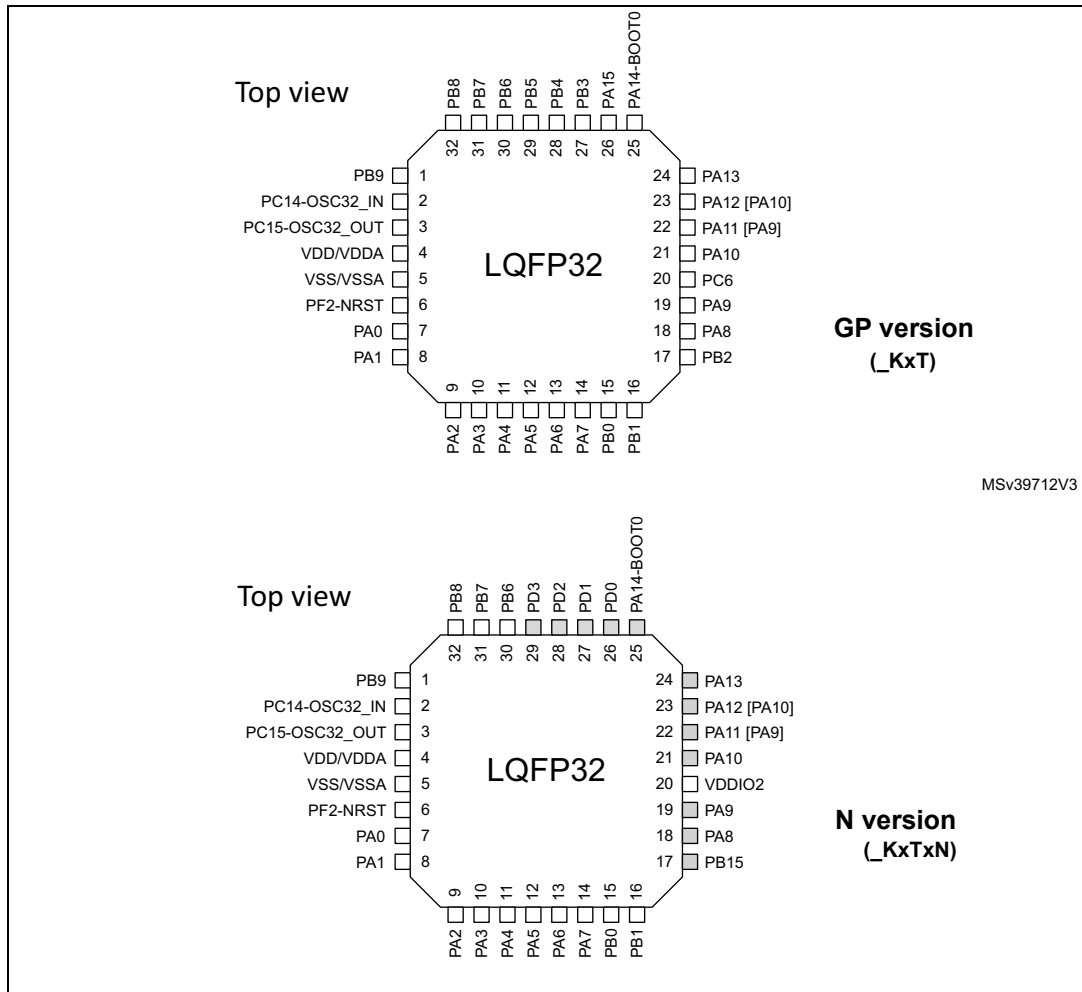 Top view
PB8
PB7
PB6
PB5
PB4
PB3
PA15
PA14-BOOT0
32
31
30
29
28
27
26
25
PB9 1
PC14-OSC32_IN 2
PC15-OSC32_OUT 3
VDD/VDDA 4
VSS/VSSA 5
PF2-NRST 6
PA0 7
PA1 8
LQFP32
24 PA13
23 PA12 [PA10]
22 PA11 [PA9]
21 PA10
20 PC6
19 PA9
18 PA8
17 PB2
9
10
11
12
13
14
15
16
PA2
PA3
PA4
PA5
PA6
PA7
PB0
PB1
GP version
(_KxT)
MSv39712V3
Top view
PB8
PB7
PB6
PD3
PD2
PD1
PD0
PA14-BOOT0
32
31
30
29
28
27
26
25
PB9 1
PC14-OSC32_IN 2
PC15-OSC32_OUT 3
VDD/VDDA 4
VSS/VSSA 5
PF2-NRST 6
PA0 7
PA1 8
LQFP32
24 PA13
23 PA12 [PA10]
22 PA11 [PA9]
21 PA10
20 VDDIO2
19 PA9
18 PA8
17 PB15
9
10
11
12
13
14
15
16
PA2
PA3
PA4
PA5
PA6
PA7
PB0
PB1
N version
(_KxTxN)